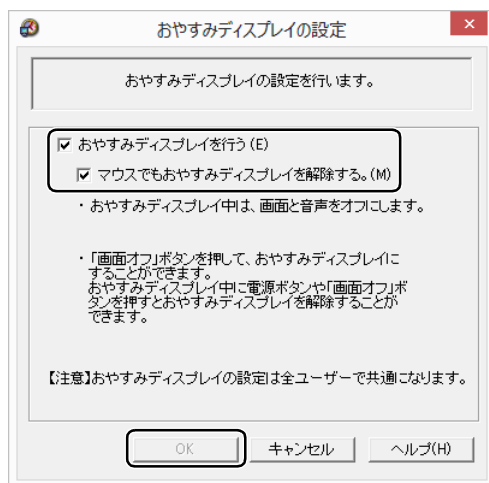 おやすみディスプレイの設定
おやすみディスプレイの設定を行います。
おやすみディスプレイを行う(E)
マウスでもおやすみディスプレイを解除する。(M)
・おやすみディスプレイ中は、画面と音声をオフにします。
・「画面オフ」ボタンを押して、おやすみディスプレイに
することができます。
おやすみディスプレイ中に電源ボタンや「画面オフ」ボ
タンを押すとおやすみディスプレイを解除することが
できます。
【注意】おやすみディスプレイの設定は全ユーザーで共通になります。
OK キャンセル ヘルプ(H)